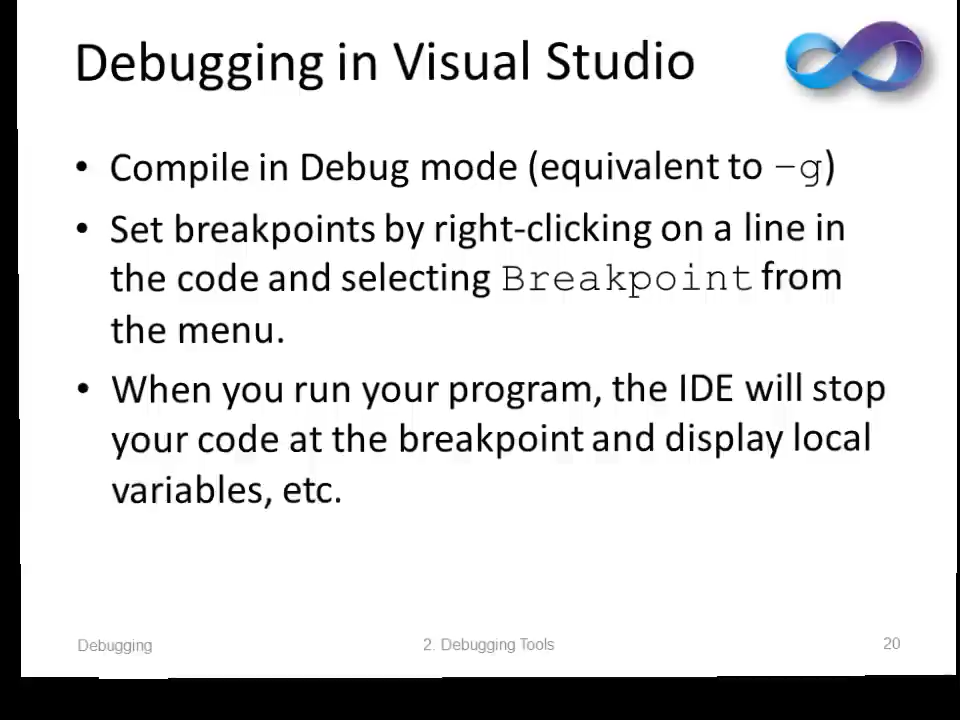 Debugging in Visual Studio
• Compile in Debug mode (equivalent to -g)
• Set breakpoints by right-clicking on a line in
the code and selecting Breakpoint from
the menu.
• When you run your program, the IDE will stop
your code at the breakpoint and display local
variables, etc.
Debugging
2. Debugging Tools
20